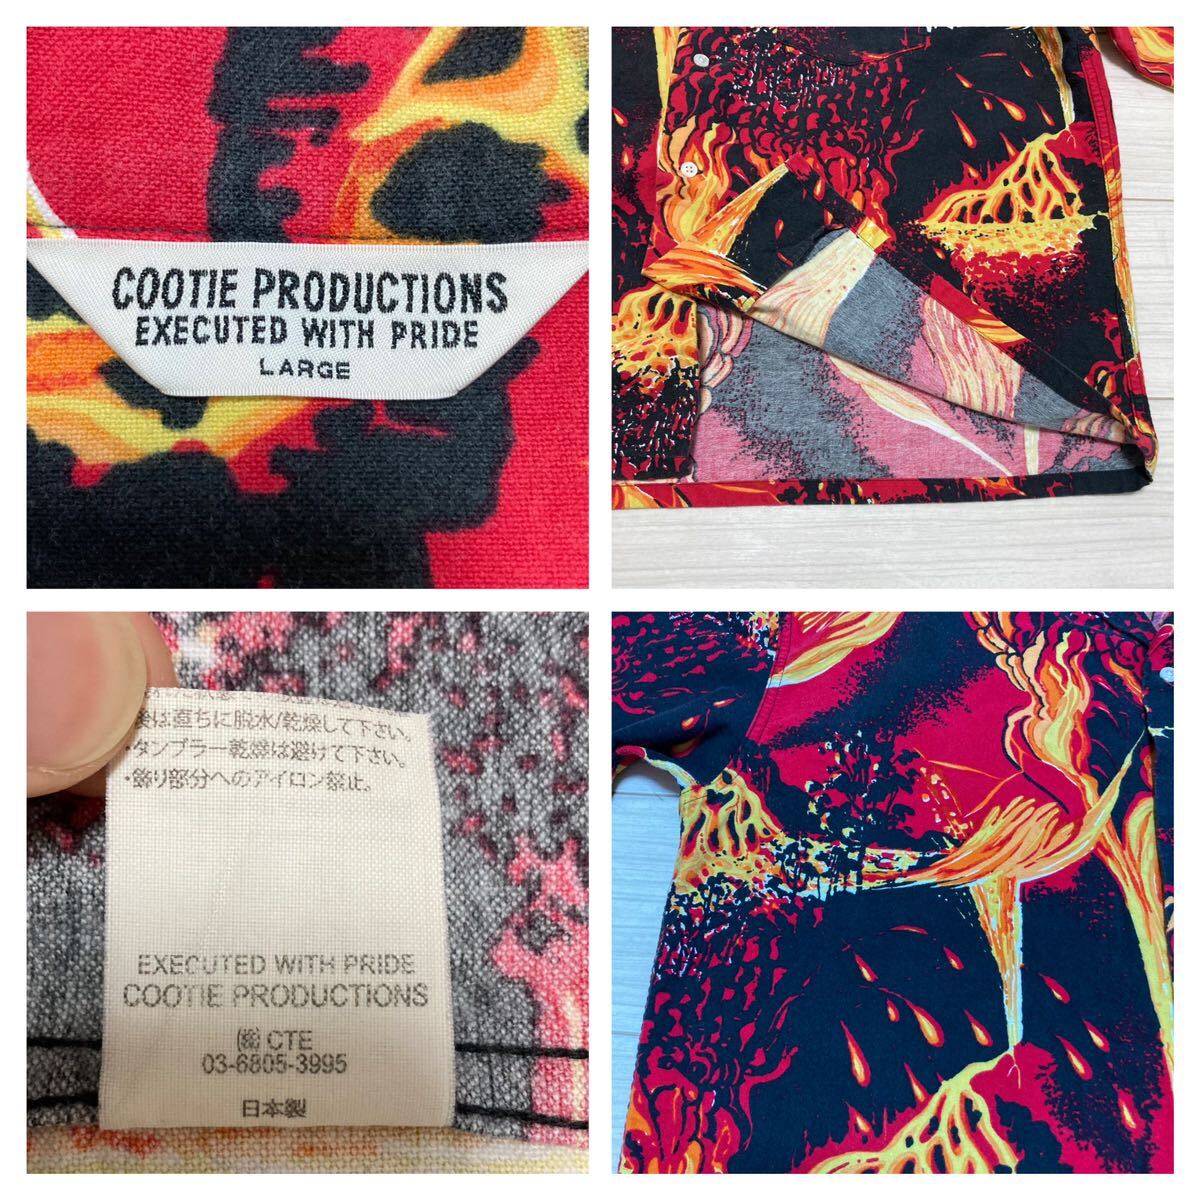 COOTIE PRODUCTIONS
EXECUTED WITH PRIDE
LARGE
は直ちに脱水/乾燥して下さい。
・タンブラー乾燥は避けて下さい。
・飾り部分へのアイロン禁止。
EXECUTED WITH PRIDE
COOTIE PRODUCTIONS
㈱ CTE
03-6805-3995
日本製